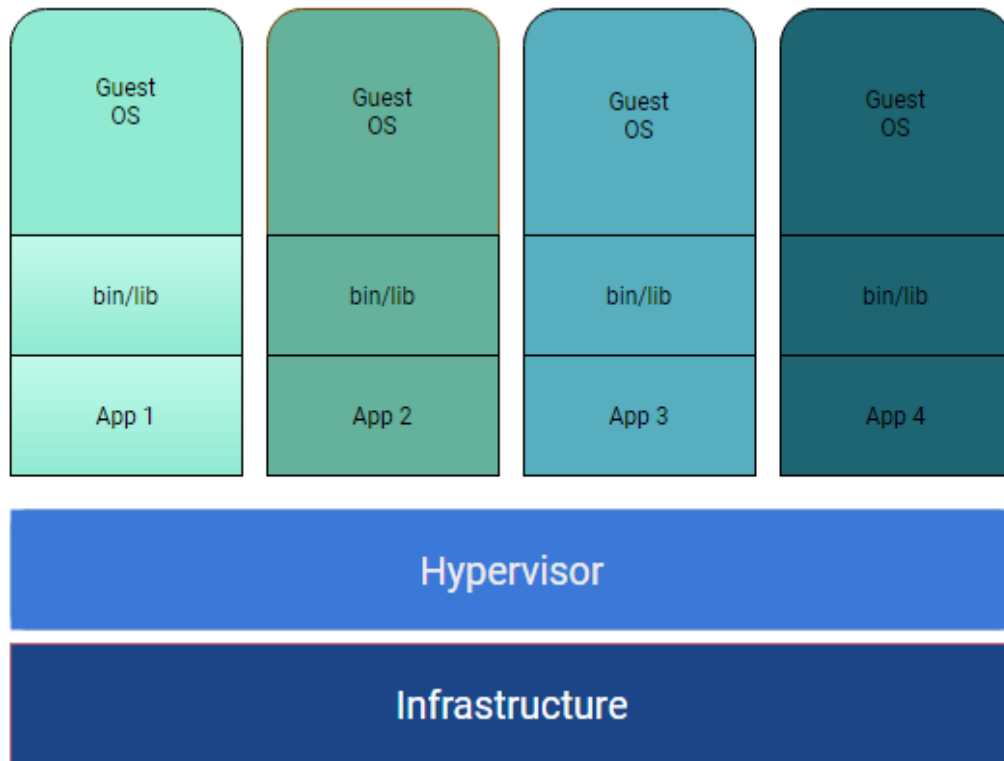 Guest
OS
Guest
OS
Guest
OS
Guest
OS
bin/lib
bin/lib
bin/lib
bin/lib
App 1
App 2
App 3
App 4
Hypervisor
Infrastructure